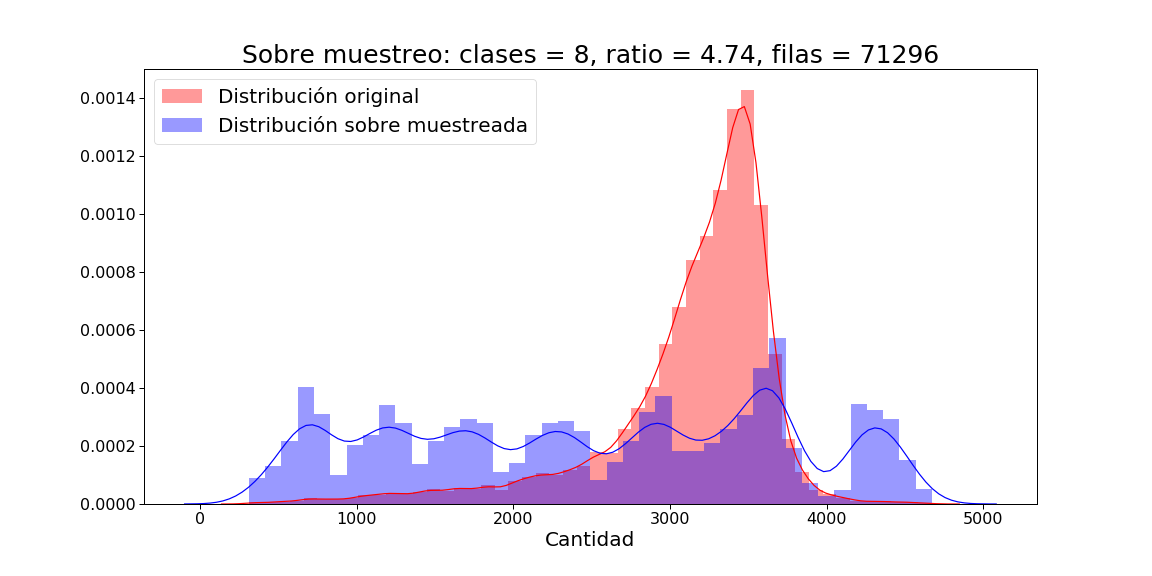 Sobre muestreo: clases = 8, ratio = 4.74, filas = 71296
Distribución original
Distribución sobre muestreada
0.0014
0.0012
0.0010
0.0008
0.0006
0.0004
0.0002
0.0000
0 1000 2000 3000 4000 5000
Cantidad